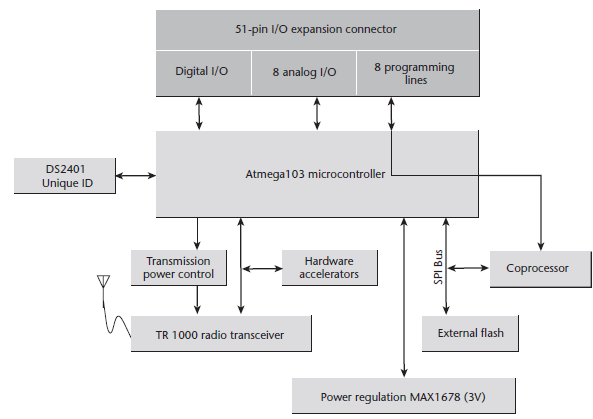 51-pin I/O expansion connector
Digital I/O
8 analog I/O
8 programming
lines
DS2401
Unique ID
Atmega103 microcontroller
Transmission
power control
Hardware
accelerators
SPI Bus
Coprocessor
TR 1000 radio transceiver
External flash
Power regulation MAX1678 (3V)